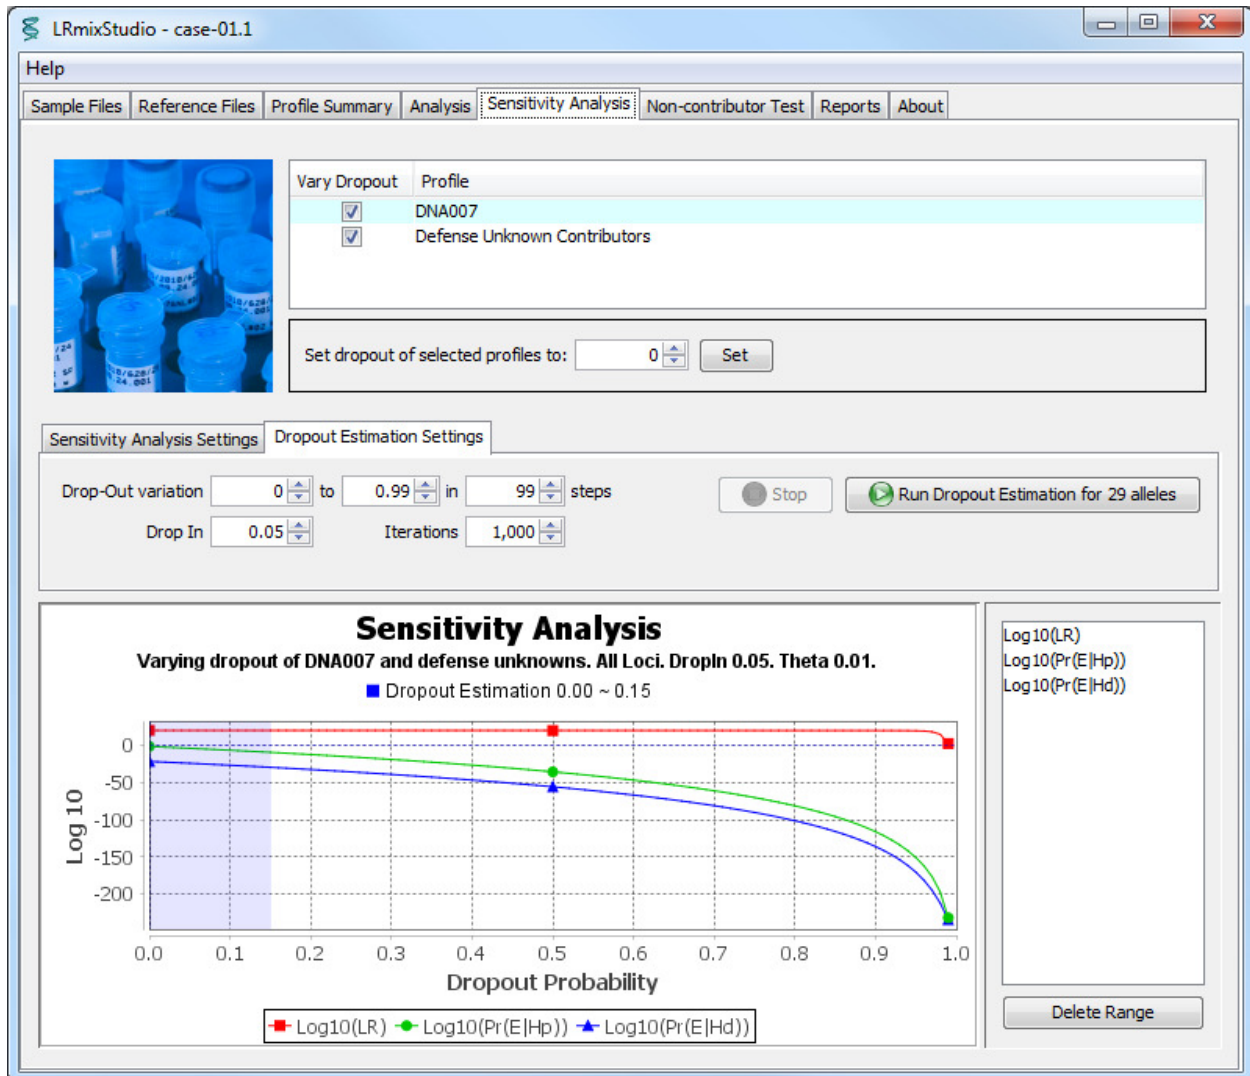 LRmixStudio - case-01.1
Help
Sample Files Reference Files Profile Summary Analysis Sensitivity Analysis Non-contributor Test Reports About
Vary Dropout Profile
DNA007
Defense Unknown Contributors
Set dropout of selected profiles to: 0 Set
Sensitivity Analysis Settings Dropout Estimation Settings
Drop-Out variation 0 to 0.99 in 99 steps Stop Run Dropout Estimation for 29 alleles
Drop In 0.05 Iterations 1,000
Sensitivity Analysis
Varying dropout of DNA007 and defense unknowns. All Loci. DropIn 0.05. Theta 0.01.
Dropout Estimation 0.00 ~ 0.15
Log 10
0
-50
-100
-150
-200
0.0 0.1 0.2 0.3 0.4 0.5 0.6 0.7 0.8 0.9 1.0
Dropout Probability
Log10(LR) Log10(Pr(E|Hp)) Log10(Pr(E|Hd))
Log10(LR)
Log10(Pr(E|Hp))
Log10(Pr(E|Hd))
Delete Range